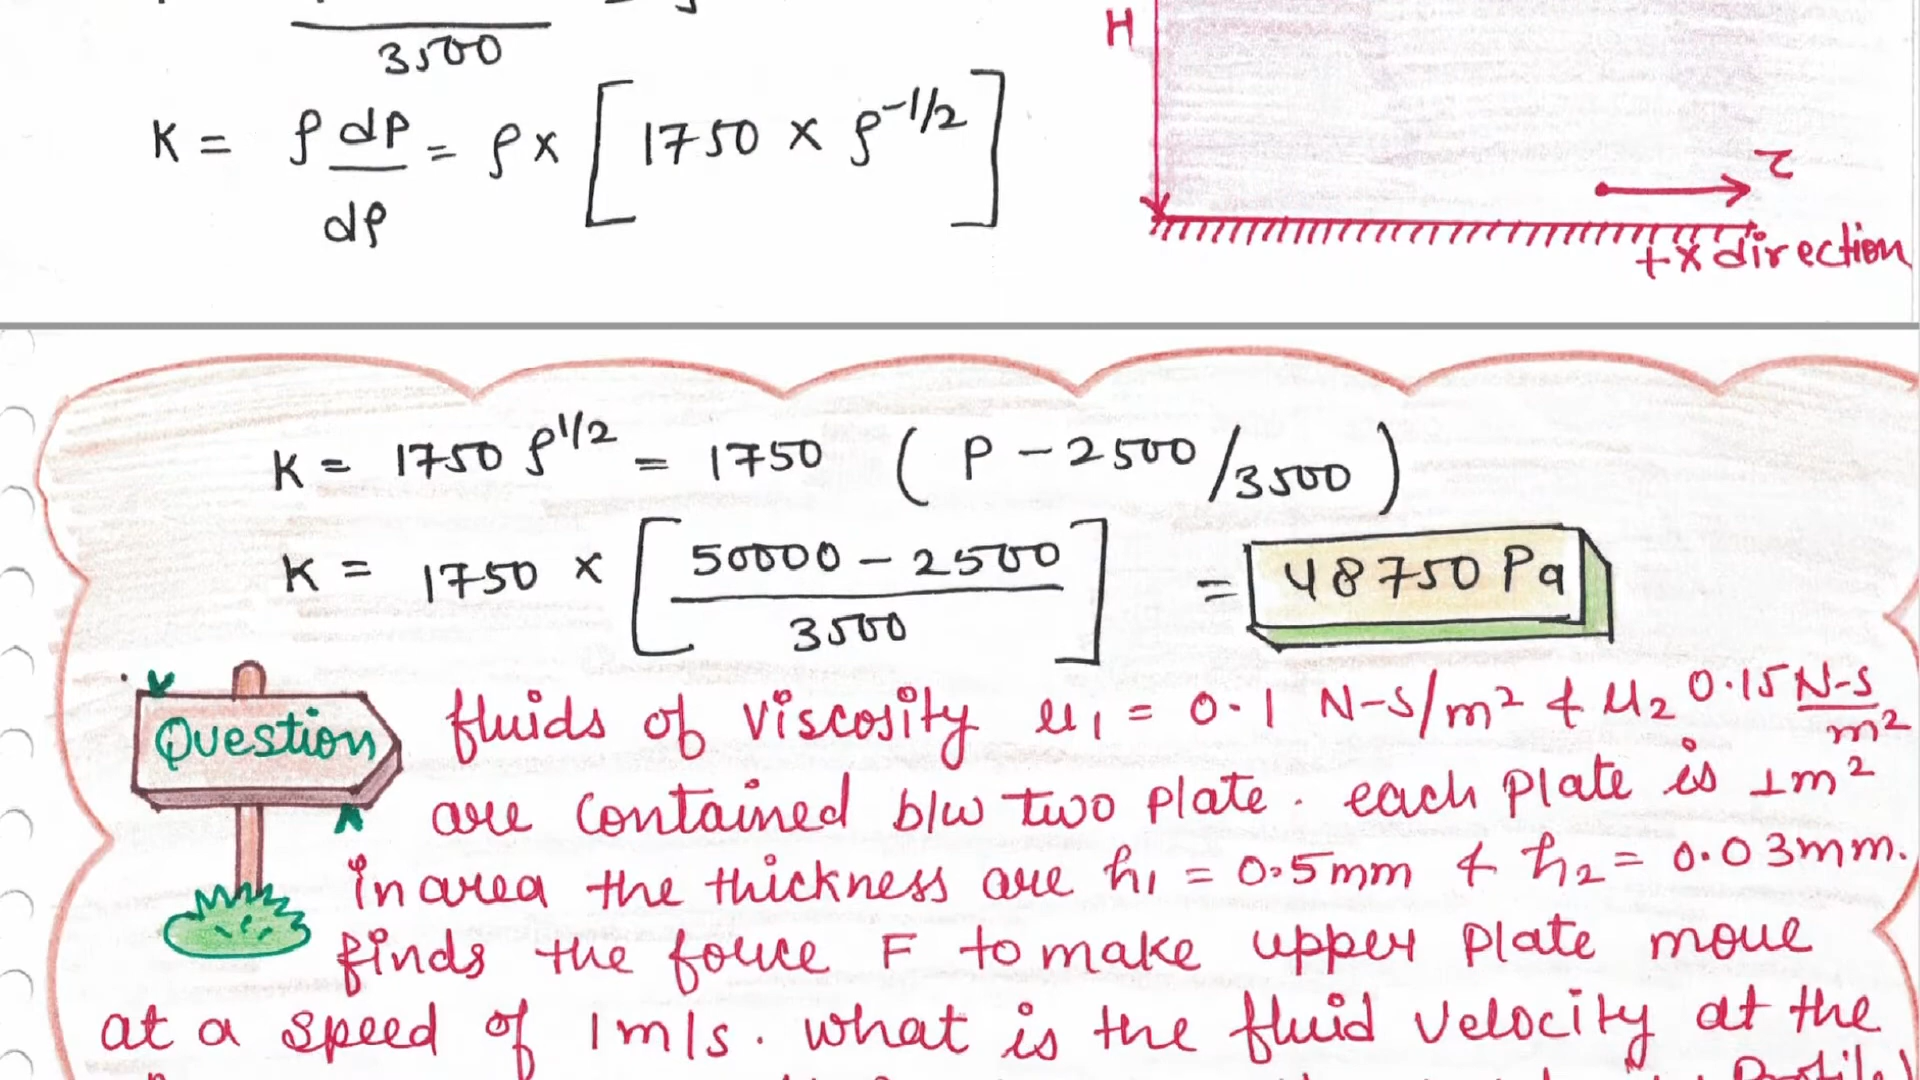 3500
H
K = ρ dP/dρ = ρ × [ 1750 × ρ^-1/2 ]
τ
+x direction
K = 1750 ρ^1/2 = 1750 ( P - 2500/3500 )
K = 1750 × [ 50000 - 2500 / 3500 ] = 48750 Pa
Question
fluids of viscosity μ1 = 0.1 N-S/m² & μ2 0.15 N-S/m²
are contained b/w two plate. each plate is 1m²
in area the thickness are h1 = 0.5mm & h2 = 0.03mm.
finds the force F to make upper plate move
at a speed of 1m/s. what is the fluid velocity at the